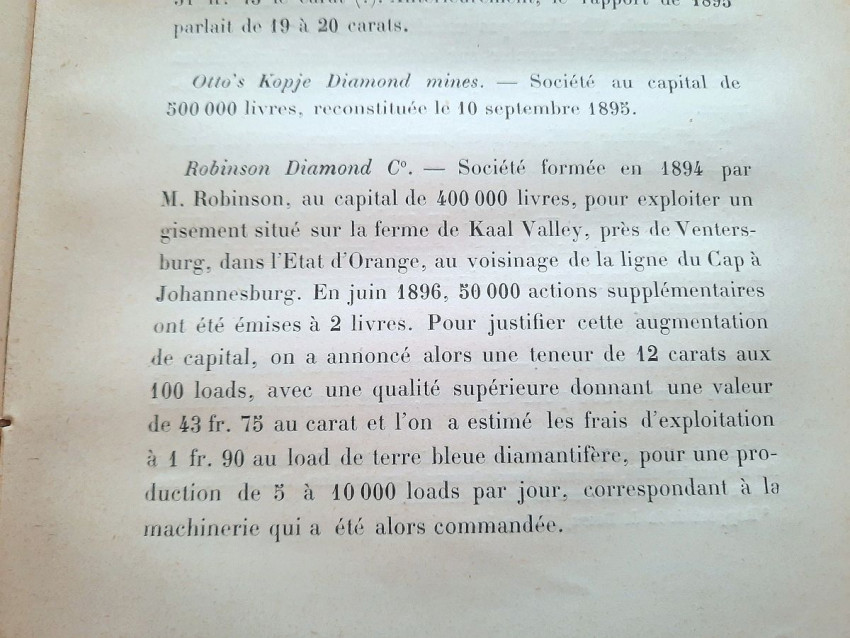 le rapport de 1895
parlait de 19 à 20 carats.
Otto's Kopje Diamond mines. — Société au capital de
500 000 livres, reconstituée le 10 septembre 1895.
Robinson Diamond C°. — Société formée en 1894 par
M. Robinson, au capital de 400 000 livres, pour exploiter un
gisement situé sur la ferme de Kaal Valley, près de Venters-
burg, dans l'Etat d'Orange, au voisinage de la ligne du Cap à
Johannesburg. En juin 1896, 50 000 actions supplémentaires
ont été émises à 2 livres. Pour justifier cette augmentation
de capital, on a annoncé alors une teneur de 12 carats aux
100 loads, avec une qualité supérieure donnant une valeur
de 43 fr. 75 au carat et l'on a estimé les frais d'exploitation
à 1 fr. 90 au load de terre bleue diamantifère, pour une pro-
duction de 5 à 10 000 loads par jour, correspondant à la
machinerie qui a été alors commandée.